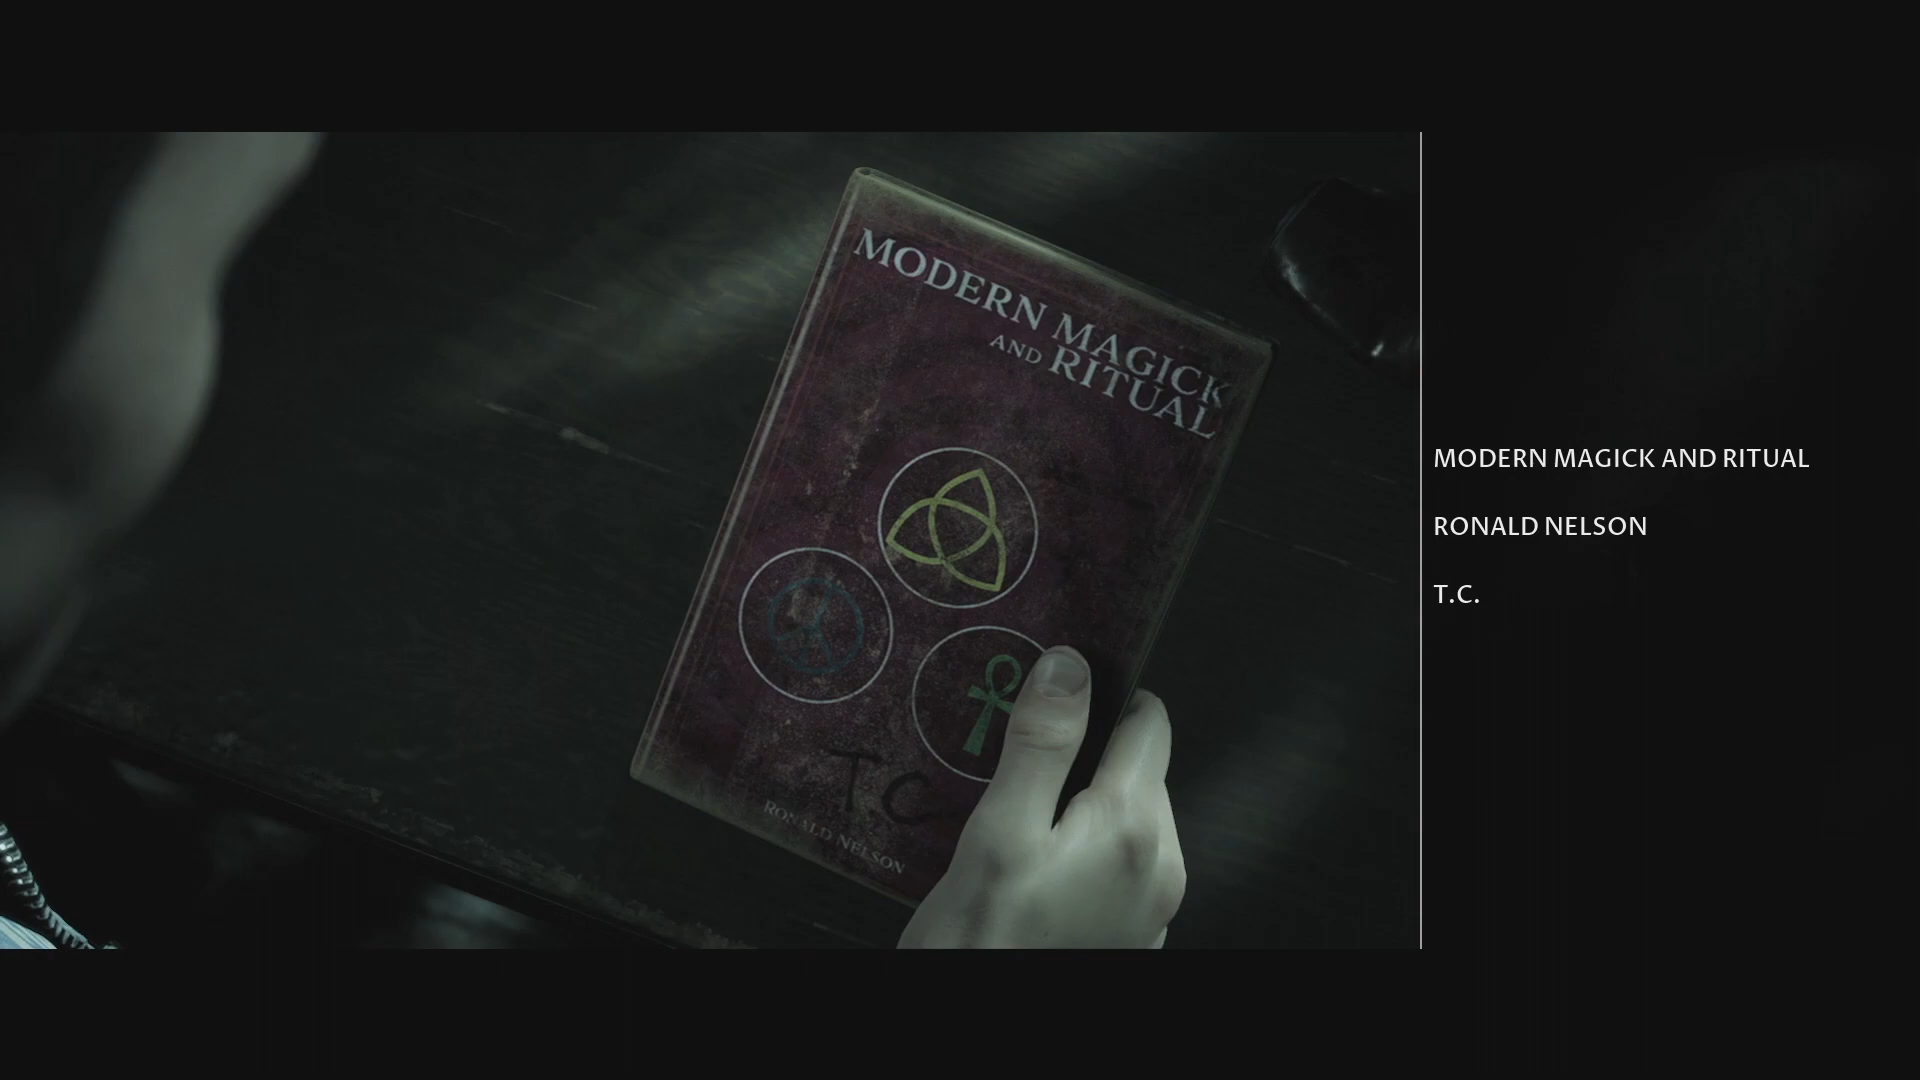 MODERN MAGICK
AND RITUAL
T.C
RONALD NELSON
MODERN MAGICK AND RITUAL
RONALD NELSON
T.C.